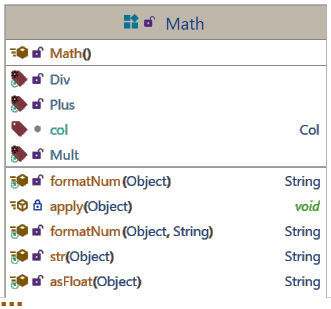 Math
Math()
Div
Plus
col Col
Mult
formatNum(Object) String
apply(Object) void
formatNum(Object, String) String
str(Object) String
asFloat(Object) String